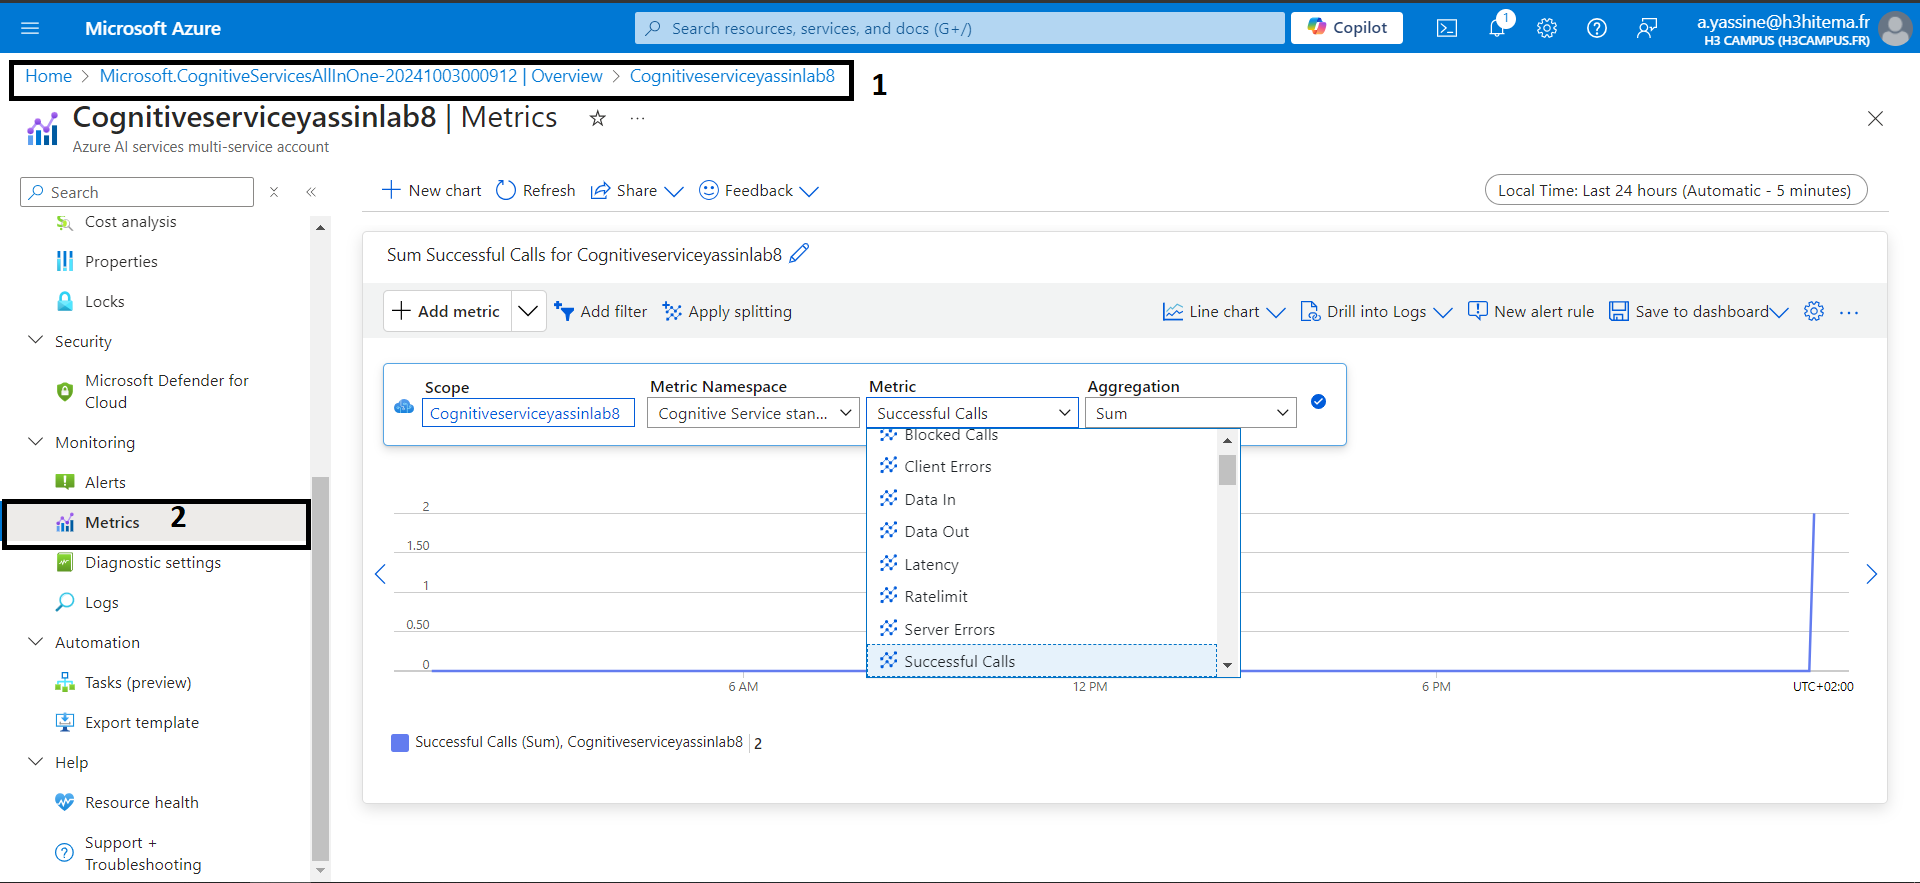 Microsoft Azure
Search resources, services, and docs (G+/)
Copilot
1
a.yassine@h3hitema.fr
H3 CAMPUS (H3CAMPUS.FR)
Home > Microsoft.CognitiveServicesAllInOne-20241003000912 | Overview > Cognitiveserviceyassinlab8
1
Cognitiveserviceyassinlab8 | Metrics
Azure AI services multi-service account
Search
Cost analysis
Properties
Locks
Security
Microsoft Defender for
Cloud
Monitoring
Alerts
Metrics
2
Diagnostic settings
Logs
Automation
Tasks (preview)
Export template
Help
Resource health
Support +
Troubleshooting
New chart
Refresh
Share
Feedback
Local Time: Last 24 hours (Automatic - 5 minutes)
Sum Successful Calls for Cognitiveserviceyassinlab8
Add metric
Add filter
Apply splitting
Line chart
Drill into Logs
New alert rule
Save to dashboard
Scope
Cognitiveserviceyassinlab8
Metric Namespace
Cognitive Service stan...
Metric
Successful Calls
Aggregation
Sum
Blocked Calls
Client Errors
Data In
Data Out
Latency
Ratelimit
Server Errors
Successful Calls
2
1.50
1
0.50
0
6 AM
12 PM
6 PM
UTC+02:00
Successful Calls (Sum), Cognitiveserviceyassinlab8 | 2